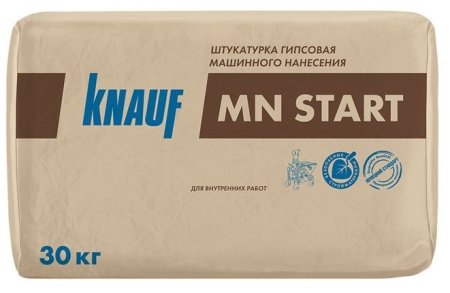 ШТУКАТУРКА ГИПСОВАЯ
МАШИННОГО НАНЕСЕНИЯ
KNAUF
MN START
ДЛЯ ВНУТРЕННИХ РАБОТ
30 кг